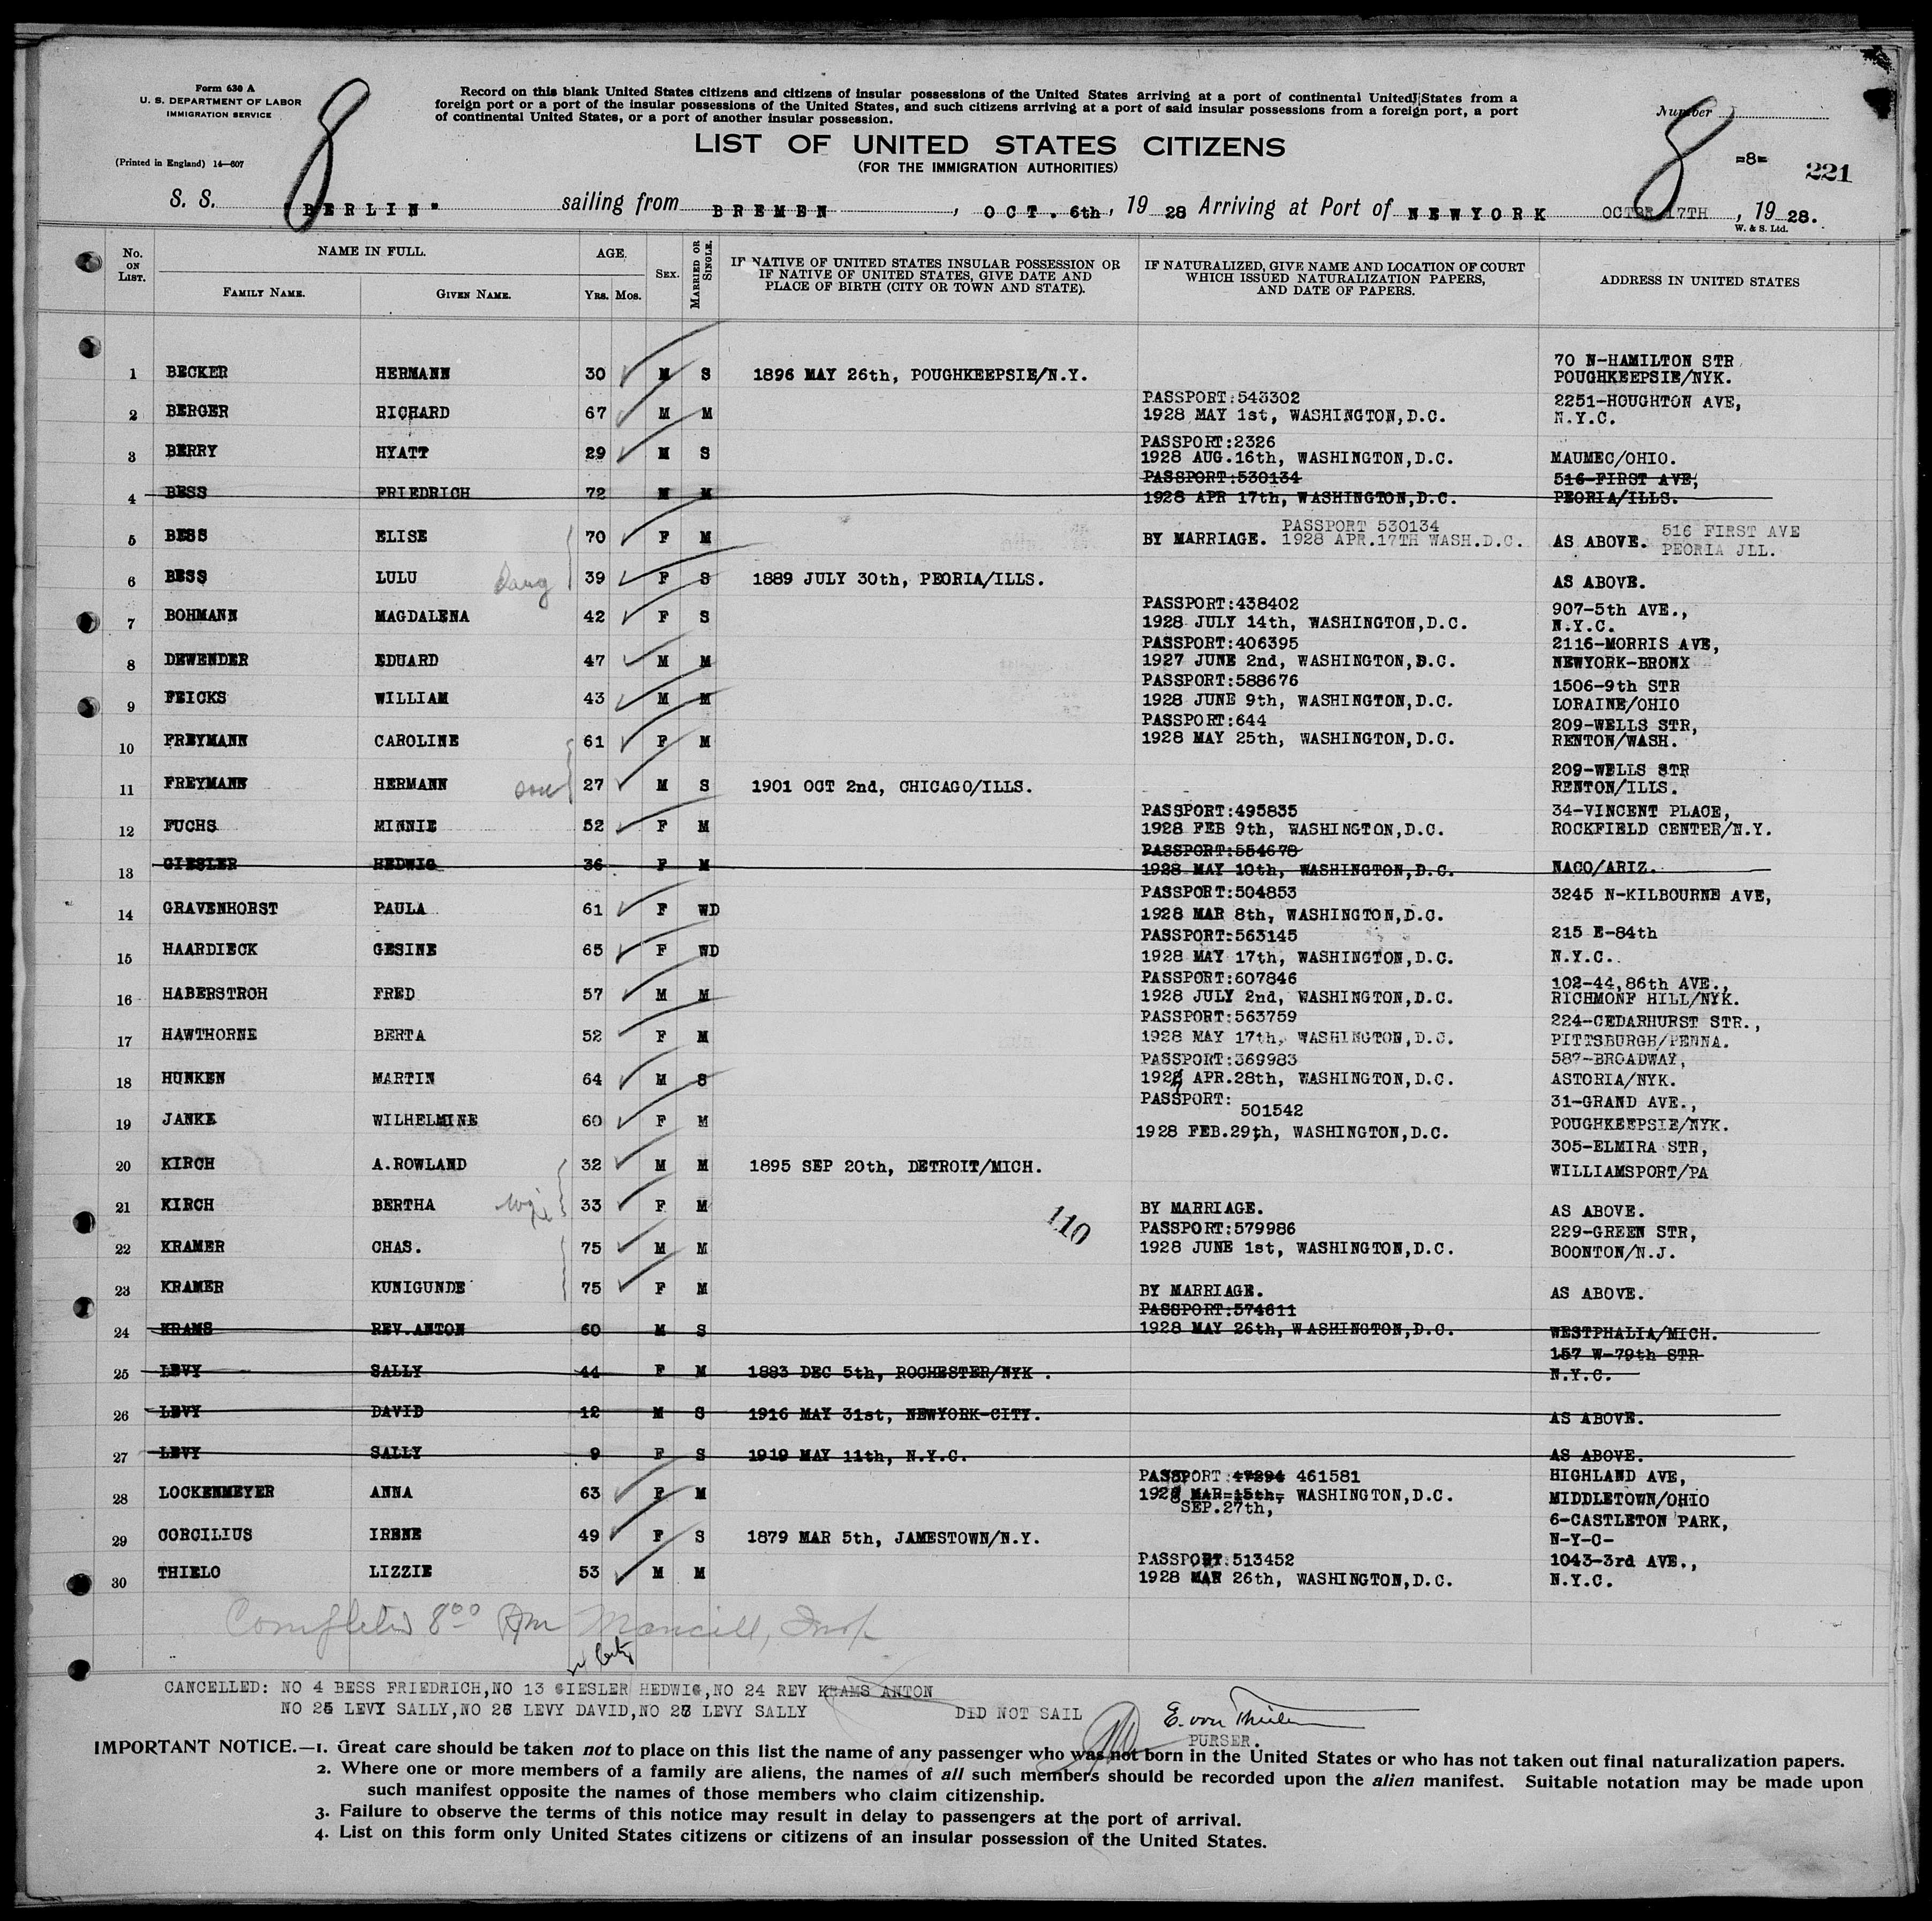 221
Form 630 A
U. S. DEPARTMENT OF LABOR
IMMIGRATION SERVICE
(Printed in England) 14—607
8
Record on this blank United States citizens and citizens of insular possessions of the United States arriving at a port of continental United States from a
foreign port or a port of the insular possessions of the United States, and such citizens arriving at a port of said insular possessions from a foreign port, a port
of continental United States, or a port of another insular possession.
LIST OF UNITED STATES CITIZENS
(FOR THE IMMIGRATION AUTHORITIES)
Number
8
=8=
221
S. S. "BERLIN" sailing from BREMEN, OCT. 6th, 1928 Arriving at Port of NEWYORK OCTBR 17TH, 1928.
W. & S. Ltd.
No. ON LIST. NAME IN FULL. FAMILY NAME. GIVEN NAME. AGE. Yrs. Mos. SEX. MARRIED OR SINGLE. IF NATIVE OF UNITED STATES INSULAR POSSESSION OR IF NATIVE OF UNITED STATES, GIVE DATE AND PLACE OF BIRTH (CITY OR TOWN AND STATE). IF NATURALIZED, GIVE NAME AND LOCATION OF COURT WHICH ISSUED NATURALIZATION PAPERS, AND DATE OF PAPERS. ADDRESS IN UNITED STATES
1 BECKER HERMANN 30 M S 1896 MAY 26th, POUGHKEEPSIE/N.Y. 70 N-HAMILTON STR POUGHKEEPSIE/NYK.
2 BERGER RICHARD 67 M M PASSPORT:543302 1928 MAY 1st, WASHINGTON,D.C. 2251-HOUGHTON AVE, N.Y.C.
3 BERRY HYATT 29 M S PASSPORT:2326 1928 AUG.16th, WASHINGTON,D.C. MAUMEC/OHIO.
4 BESS FRIEDRICH 72 M M PASSPORT:530134 1928 APR 17th, WASHINGTON,D.C. 516-FIRST AVE, PEORIA/ILLS.
5 BESS ELISE 70 F M BY MARRIAGE. PASSPORT 530134 1928 APR.17TH WASH.D.C. AS ABOVE. 516 FIRST AVE PEORIA JLL.
6 BESS LULU daug 39 F S 1889 JULY 30th, PEORIA/ILLS. AS ABOVE.
7 BOHMANN MAGDALENA 42 F S PASSPORT:438402 1928 JULY 14th, WASHINGTON,D.C. 907-5th AVE., N.Y.C.
8 DEWENDER EDUARD 47 M M PASSPORT:406395 1927 JUNE 2nd, WASHINGTON,D.C. 2116-MORRIS AVE, NEWYORK-BRONX
9 FEICKS WILLIAM 43 M M PASSPORT:588676 1928 JUNE 9th, WASHINGTON,D.C. 1506-9th STR LORAINE/OHIO
10 FREYMANN CAROLINE 61 F M PASSPORT:644 1928 MAY 25th, WASHINGTON,D.C. 209-WELLS STR, RENTON/WASH.
11 FREYMANN HERMANN son 27 M S 1901 OCT 2nd, CHICAGO/ILLS. 209-WELLS STR RENTON/ILLS.
12 FUCHS MINNIE 52 F M PASSPORT:495835 1928 FEB 9th, WASHINGTON,D.C. 34-VINCENT PLACE, ROCKFIELD CENTER/N.Y.
13 GIESLER HEDWIG 36 F M PASSPORT:554678 1928 MAY 10th, WASHINGTON,D.C. NACO/ARIZ.
14 GRAVENHORST PAULA 61 F WD PASSPORT:504853 1928 MAR 8th, WASHINGTON,D.C. 3245 N-KILBOURNE AVE,
15 HAARDIECK GESINE 65 F WD PASSPORT:563145 1928 MAY 17th, WASHINGTON,D.C. 215 E-84th N.Y.C.
16 HABERSTROH FRED 57 M M PASSPORT:607846 1928 JULY 2nd, WASHINGTON,D.C. 102-44,86th AVE., RICHMONF HILL/NYK.
17 HAWTHORNE BERTA 52 F M PASSPORT:563759 1928 MAY 17th, WASHINGTON,D.C. 224-CEDARHURST STR., PITTSBURGH/PENNA.
18 HUNKEN MARTIN 64 M S PASSPORT:369983 1927 APR.28th, WASHINGTON,D.C. 587-BROADWAY, ASTORIA/NYK.
19 JANKE WILHELMINE 60 F M PASSPORT: 501542 1928 FEB.29th, WASHINGTON,D.C. 31-GRAND AVE., POUGHKEEPSIE/NYK.
20 KIRCH A.ROWLAND 32 M M 1895 SEP 20th, DETROIT/MICH. 305-ELMIRA STR, WILLIAMSPORT/PA
21 KIRCH BERTHA wife 33 F M BY MARRIAGE. AS ABOVE.
110
22 KRAMER CHAS. 75 M M PASSPORT:579986 1928 JUNE 1st, WASHINGTON,D.C. 229-GREEN STR, BOONTON/N.J.
23 KRAMER KUNIGUNDE 75 F M BY MARRIAGE. AS ABOVE.
24 KRAMS REV.ANTON 60 M S PASSPORT:574611 1928 MAY 26th, WASHINGTON,D.C. WESTPHALIA/MICH.
25 LEVY SALLY 44 F M 1883 DEC 5th, ROCHESTER/NYK . 157 W-79th STR N.Y.C.
26 LEVY DAVID 12 M S 1916 MAY 31st, NEWYORK-CITY. AS ABOVE.
27 LEVY SALLY 9 F S 1919 MAY 11th, N.Y.C. AS ABOVE.
28 LOCKENMEYER ANNA 63 F M PASSPORT:47294 461581 1927 MAR 15th, SEP.27th, WASHINGTON,D.C. HIGHLAND AVE, MIDDLETOWN/OHIO
29 CORCILIUS IRENE 49 F S 1879 MAR 5th, JAMESTOWN/N.Y. 6-CASTLETON PARK, N-Y-C-
30 THIELO LIZZIE 53 M M PASSPORT:513452 1928 MAR 26th, WASHINGTON,D.C. 1043-3rd AVE., N.Y.C.
Completed 8 00 Am Mancill, Insp
CANCELLED: NO 4 BESS FRIEDRICH,NO 13 GIESLER HEDWIG,NO 24 REV KRAMS ANTON
NO 25 LEVY SALLY,NO 26 LEVY DAVID,NO 27 LEVY SALLY DID NOT SAIL
PURSER.
IMPORTANT NOTICE.—1. Great care should be taken not to place on this list the name of any passenger who was not born in the United States or who has not taken out final naturalization papers.
2. Where one or more members of a family are aliens, the names of all such members should be recorded upon the alien manifest. Suitable notation may be made upon
such manifest opposite the names of those members who claim citizenship.
3. Failure to observe the terms of this notice may result in delay to passengers at the port of arrival.
4. List on this form only United States citizens or citizens of an insular possession of the United States.